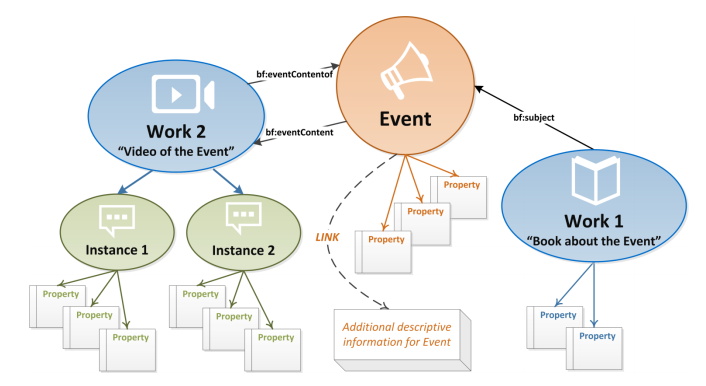 bf:eventContentof
Work 2
"Video of the Event"
bf:eventContent
Event
bf:subject
Work 1
"Book about the Event"
Instance 1
Instance 2
LINK
Property
Property
Property
Property
Property
Property
Property
Property
Property
Property
Property
Additional descriptive
information for Event